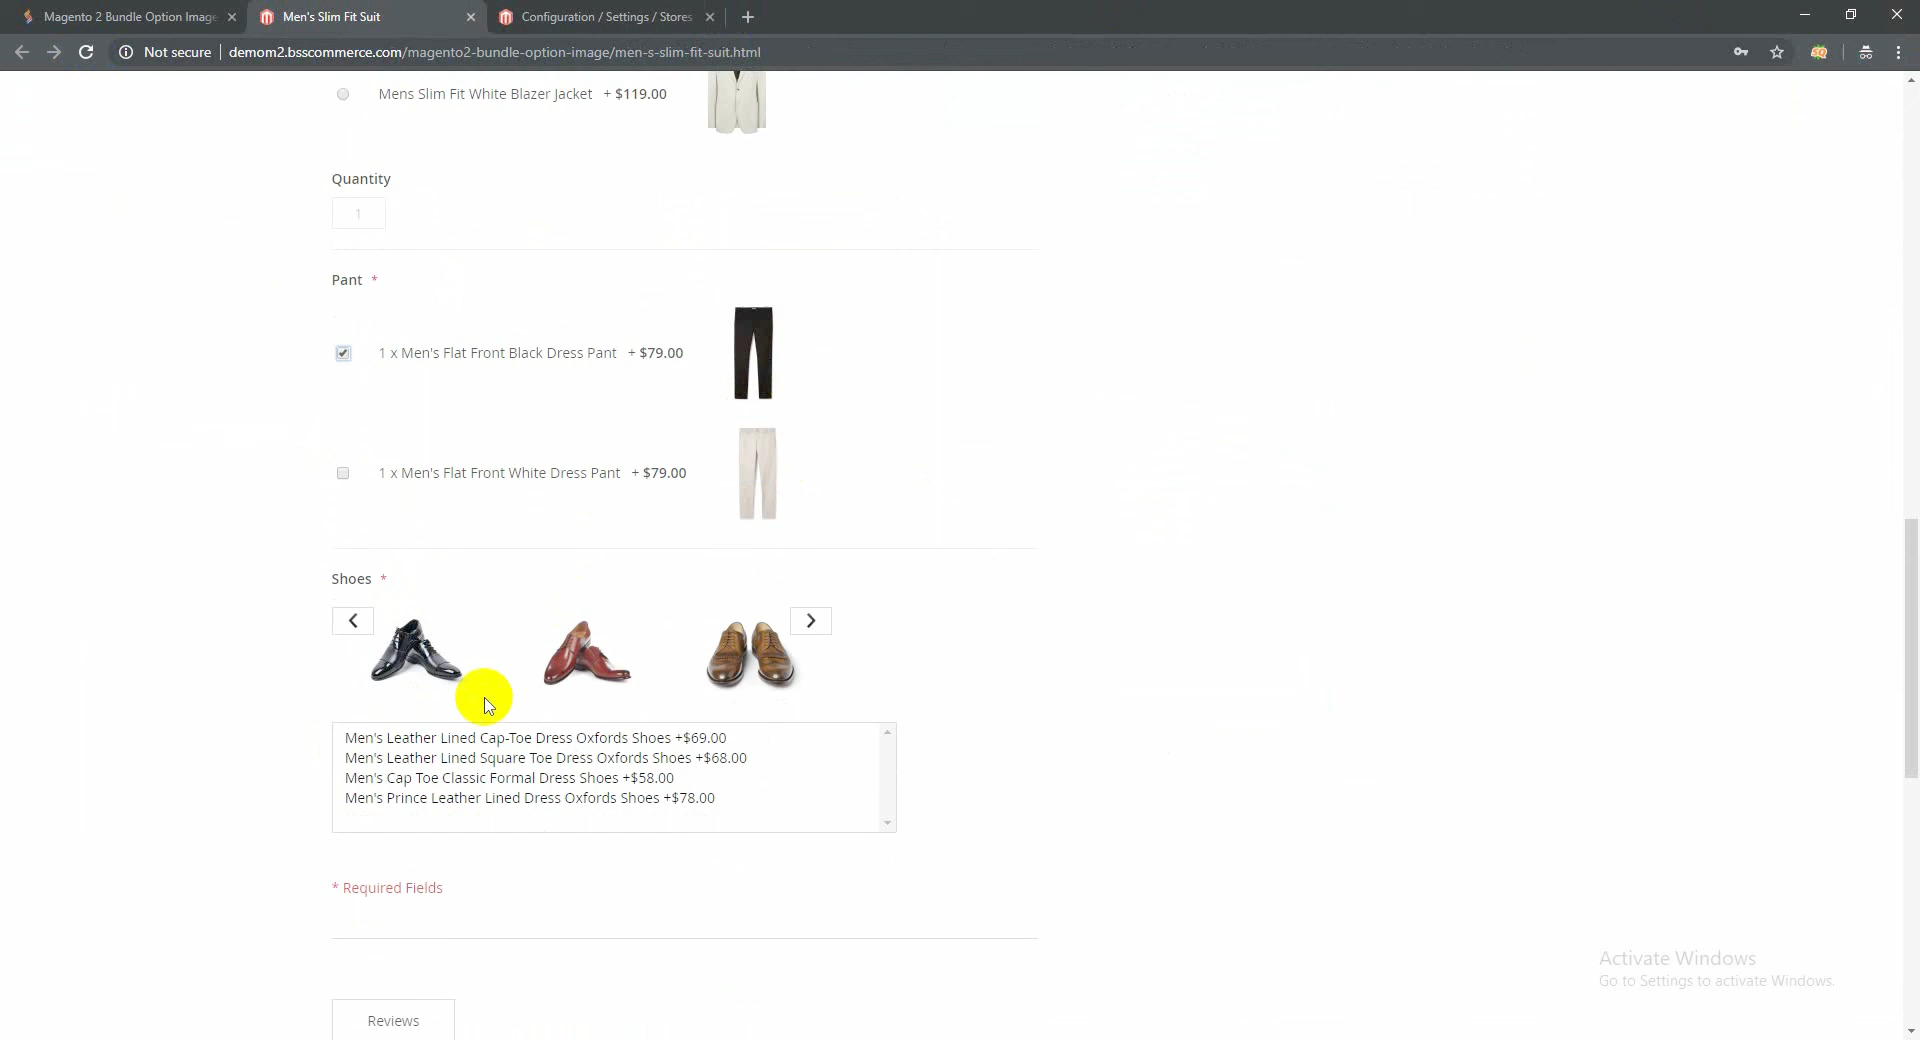 Magento 2 Bundle Option Image
Men's Slim Fit Suit
Configuration / Settings / Stores
Not secure
demom2.bsscommerce.com/magento2-bundle-option-image/men-s-slim-fit-suit.html
Mens Slim Fit White Blazer Jacket + $119.00
Quantity
1
Pant *
1 x Men's Flat Front Black Dress Pant + $79.00
1 x Men's Flat Front White Dress Pant + $79.00
Shoes *
Men's Leather Lined Cap-Toe Dress Oxfords Shoes +$69.00
Men's Leather Lined Square Toe Dress Oxfords Shoes +$68.00
Men's Cap Toe Classic Formal Dress Shoes +$58.00
Men's Prince Leather Lined Dress Oxfords Shoes +$78.00
* Required Fields
Activate Windows
Go to Settings to activate Windows.
Reviews